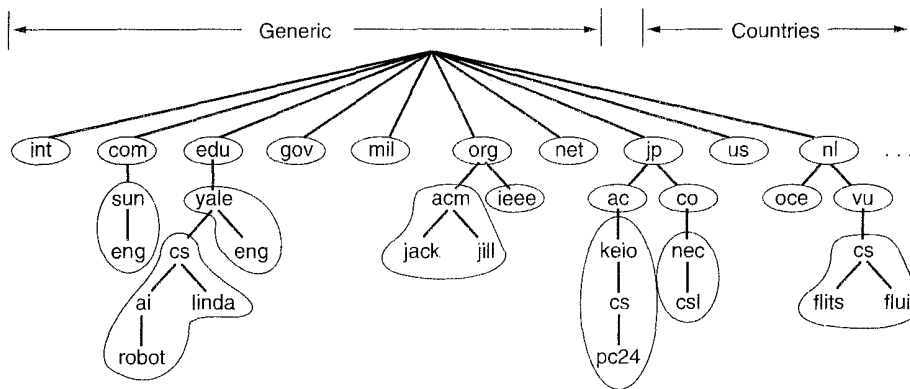 Generic Countries
int com edu gov mil org net jp us nl ...
sun yale acm ieee ac co oce vu
eng cs eng jack jill keio nec cs
ai linda cs csl flits flui
robot pc24